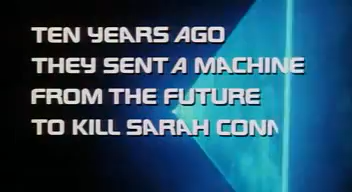 TEN YEARS AGO
THEY SENT A MACHINE
FROM THE FUTURE
TO KILL SARAH CONN